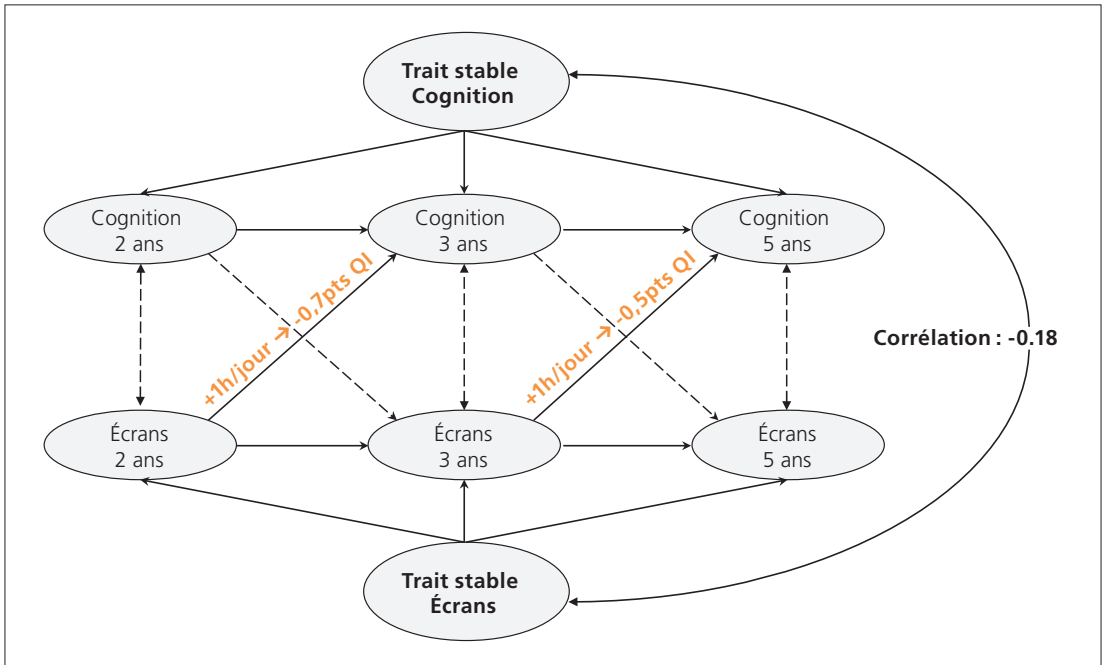 Trait stable
Cognition
Cognition
2 ans
Cognition
3 ans
Cognition
5 ans
+1h/jour → -0,7pts QI
+1h/jour → -0,5pts QI
Corrélation : -0.18
Écrans
2 ans
Écrans
3 ans
Écrans
5 ans
Trait stable
Écrans